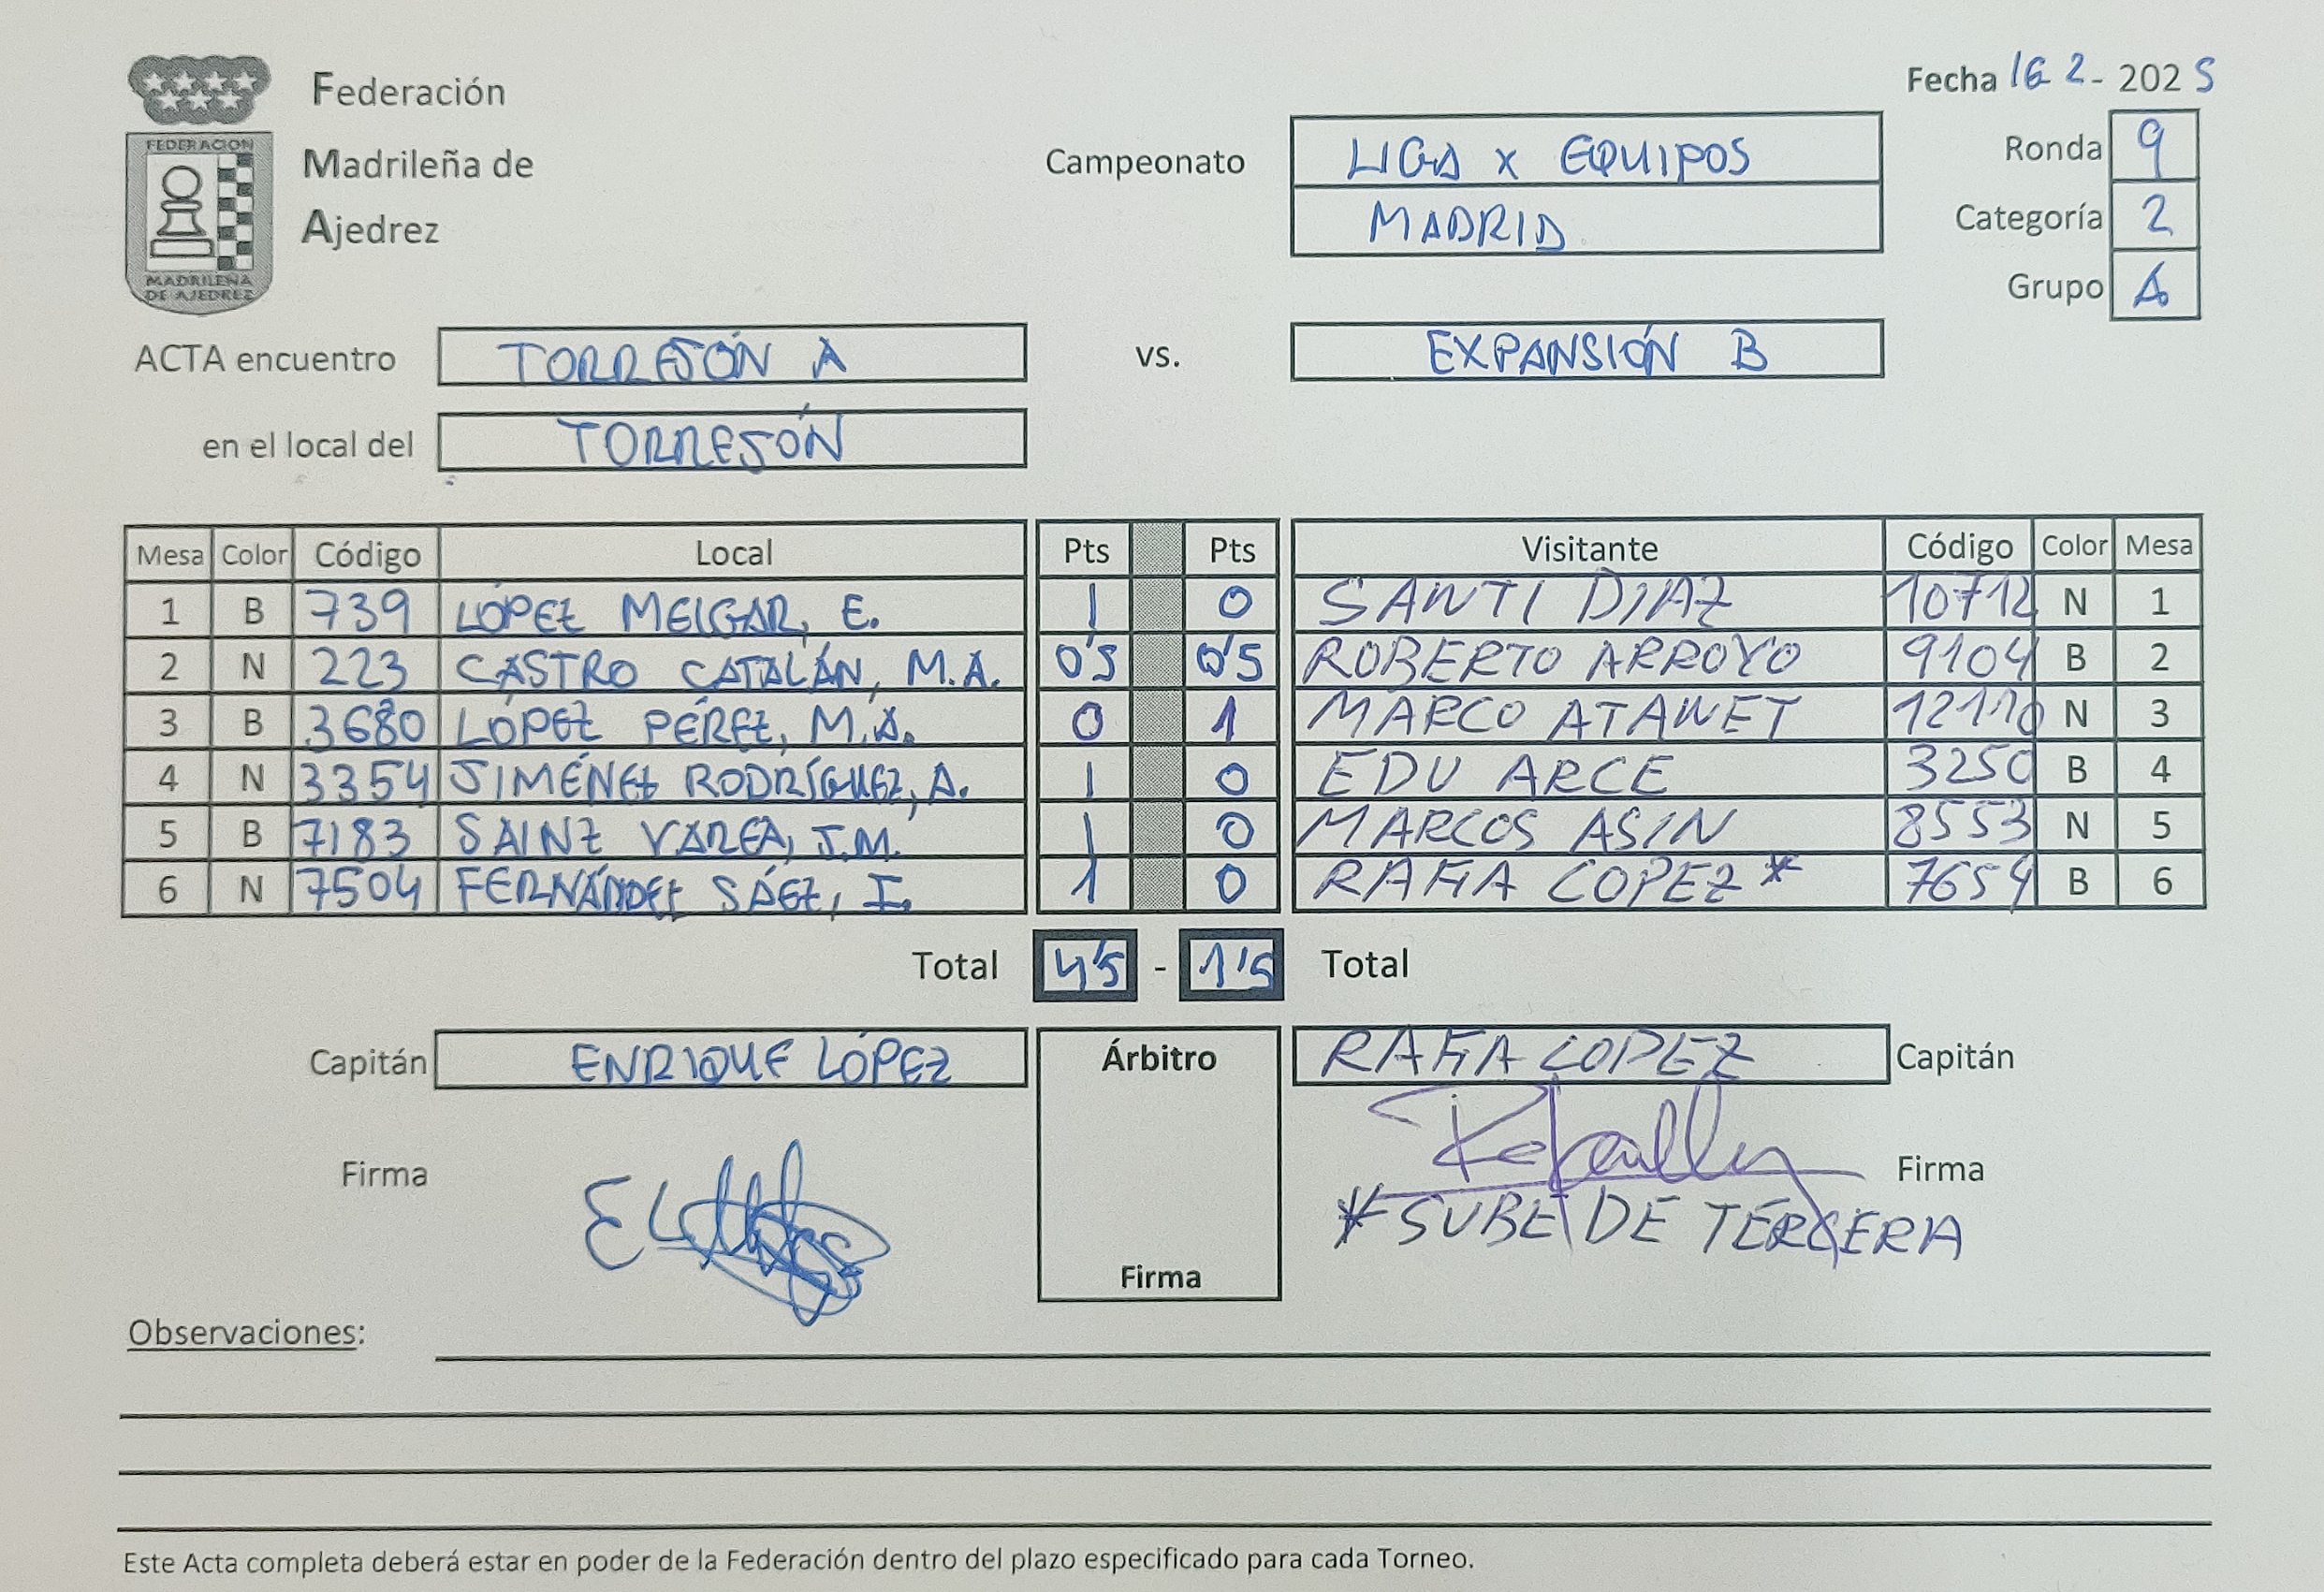 Federación
Madrileña de
Ajedrez
FEDERACION
MADRILEÑA
DE AJEDREZ
Fecha 16 2 - 2025
Campeonato LIGA X EQUIPOS
MADRID
Ronda 9
Categoría 2
Grupo A
ACTA encuentro TORREJÓN A vs. EXPANSIÓN B
en el local del TORREJÓN
Mesa Color Código Local Pts Pts Visitante Código Color Mesa
1 B 739 LÓPEZ MELGAR, E. 1 0 SANTI DIAZ 10712 N 1
2 N 223 CASTRO CATALÁN, M.A. 0'5 0'5 ROBERTO ARROYO 9104 B 2
3 B 3680 LÓPEZ PÉREZ, M.A. 0 1 MARCO ATANET 12110 N 3
4 N 3354 JIMÉNEZ RODRÍGUEZ, A. 1 0 EDU ARCE 3250 B 4
5 B 7183 SAINZ VAREA, J.M. 1 0 MARCOS ASIN 8553 N 5
6 N 7504 FERNÁNDEZ SÁEZ, I. 1 0 RAFA LOPEZ * 7654 B 6
Total 4'5 - 1'5 Total
Capitán ENRIQUE LÓPEZ Árbitro RAFA LOPEZ Capitán
Firma Firma
* SUBE DE TERCERA
Firma
Observaciones:
Este Acta completa deberá estar en poder de la Federación dentro del plazo especificado para cada Torneo.